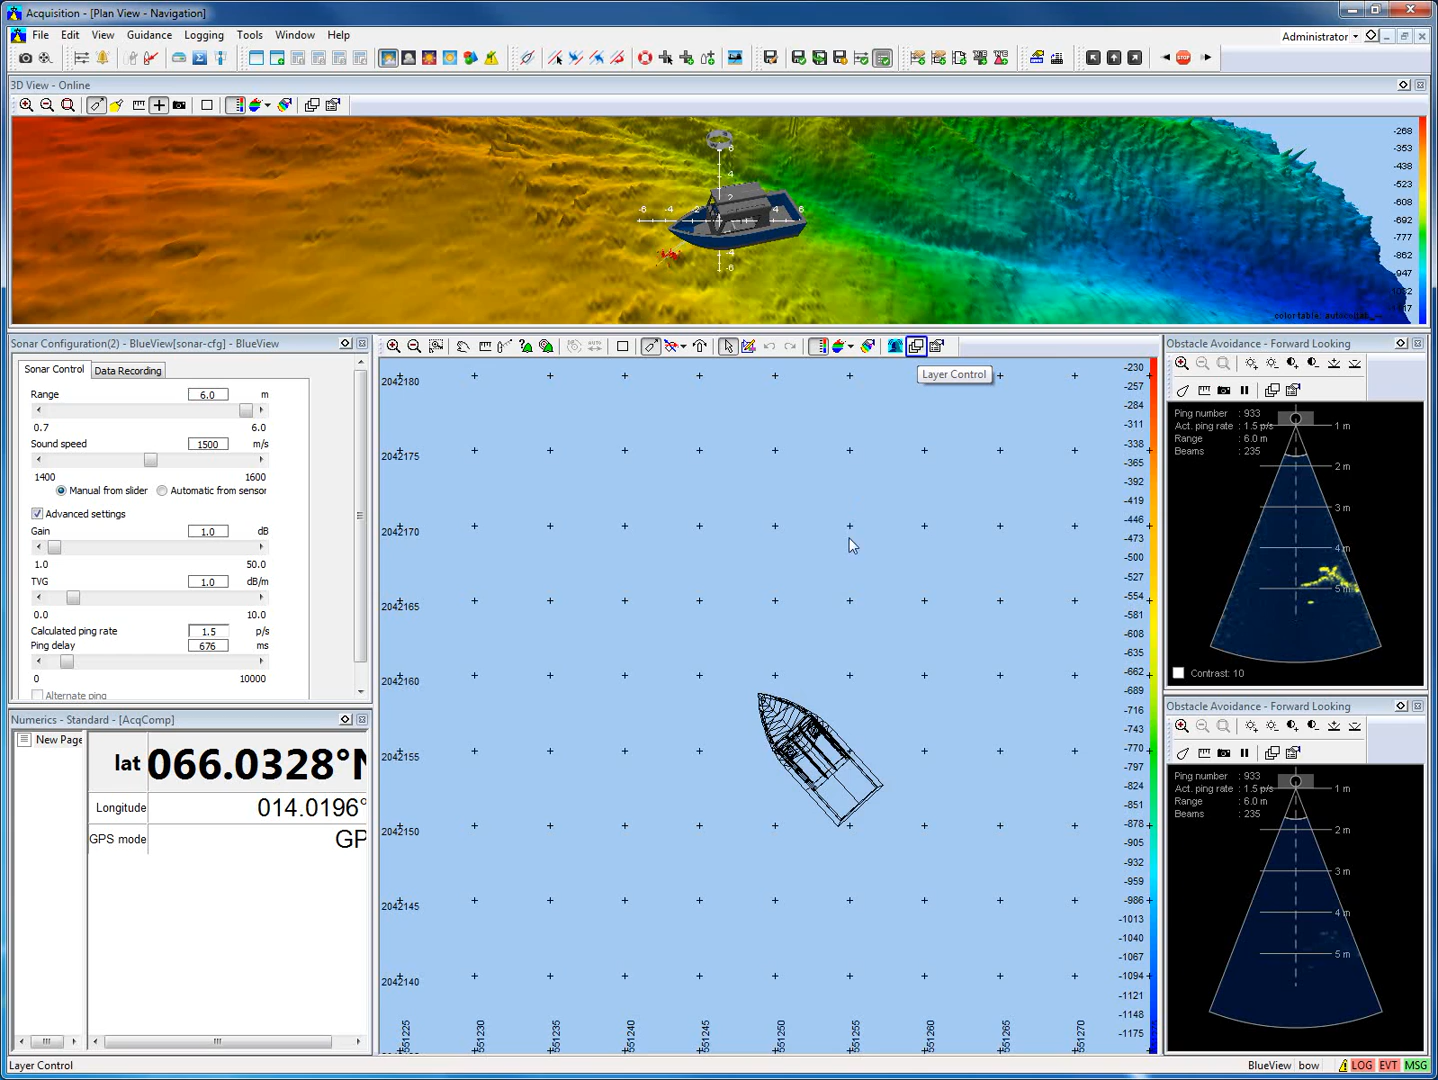 Acquisition - [Plan View - Navigation]
File Edit View Guidance Logging Tools Window Help
Administrator
3D View - Online
-268
-353
-438
-523
-608
-692
-777
-862
-947
6
4
2
-6 -4 -2 4 6
-4
-6
Sonar Configuration(2) - BlueView[sonar-cfg] - BlueView
Sonar Control Data Recording
Range 6.0 m
0.7 6.0
Sound speed 1500 m/s
1400 1600
Manual from slider Automatic from sensor
Advanced settings
Gain 1.0 dB
1.0 50.0
TVG 1.0 dB/m
0.0 10.0
Calculated ping rate 1.5 p/s
Ping delay 676 ms
0 10000
Alternate ping
Numerics - Standard - [AcqComp]
New Page
lat 066.0328°N
Longitude 014.0196°
GPS mode GP
Layer Control
2042180
2042175
2042170
2042165
2042160
2042155
2042150
2042145
2042140
551225
551230
551235
551240
551245
551250
551255
551260
551265
551270
-230
-257
-284
-311
-338
-365
-392
-419
-446
-473
-500
-527
-554
-581
-608
-635
-662
-689
-716
-743
-770
-797
-824
-851
-878
-905
-932
-959
-986
-1013
-1040
-1067
-1094
-1121
-1148
-1175
Obstacle Avoidance - Forward Looking
Ping number : 933
Act. ping rate : 1.5 p/s
Range : 6.0 m
Beams : 235
1 m
2 m
3 m
4 m
5 m
Contrast: 10
Obstacle Avoidance - Forward Looking
Ping number : 933
Act. ping rate : 1.5 p/s
Range : 6.0 m
Beams : 235
1 m
2 m
3 m
4 m
5 m
Layer Control
BlueView bow LOG EVT MSG